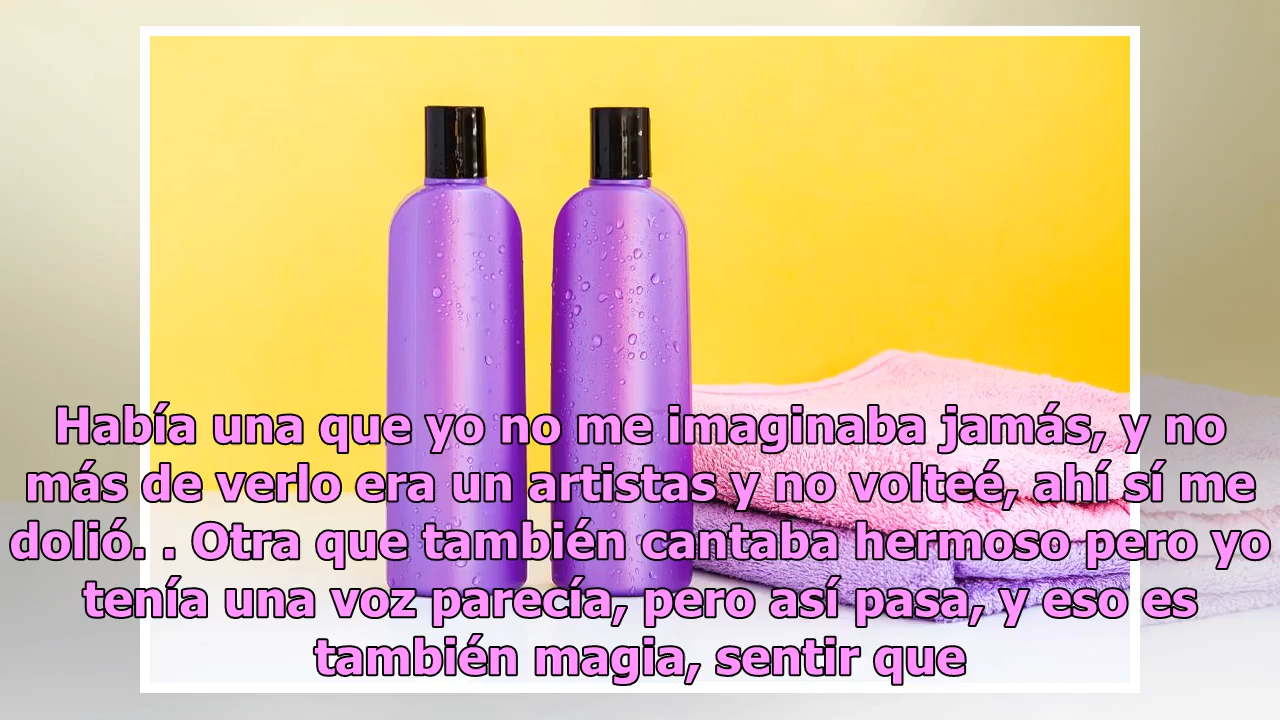 Había una que yo no me imaginaba jamás, y no
más de verlo era un artistas y no volteé, ahí sí me
dolió. . Otra que también cantaba hermoso pero yo
tenía una voz parecía, pero así pasa, y eso es
también magia, sentir que